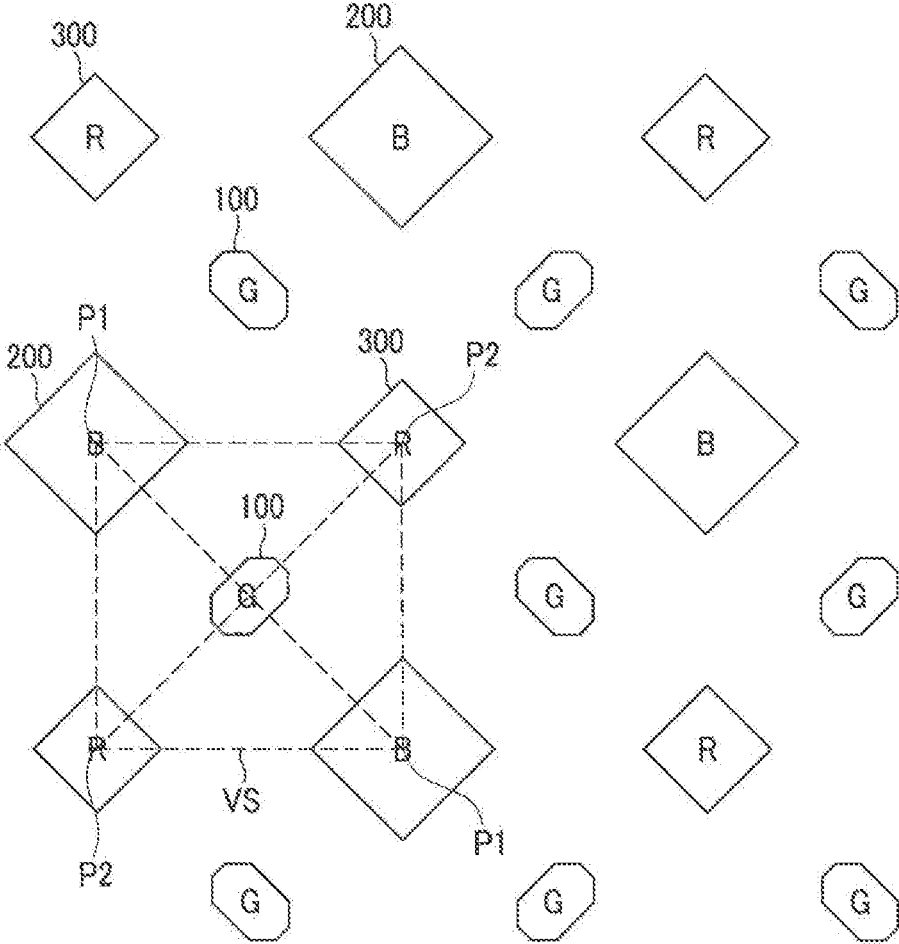 300 200
R B R
100
G G G
P1
200 300 P2
B R B
100
G G G
R B R
VS
P2 P1
G G G